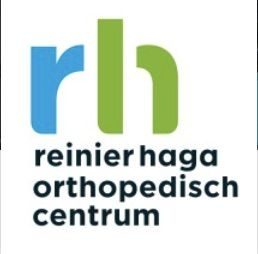 rh
reinier haga
orthopedisch
centrum